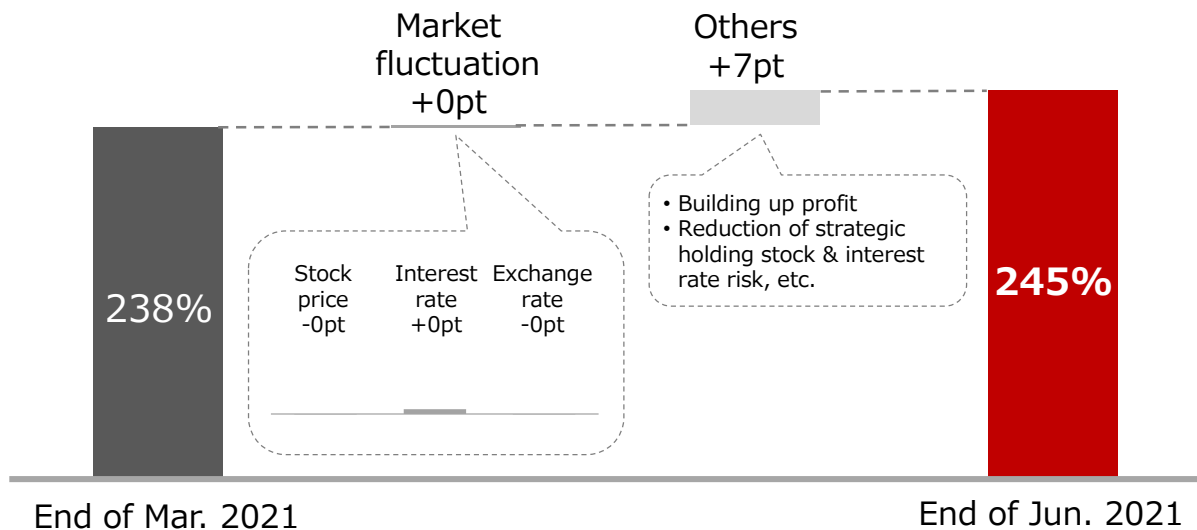 Market
fluctuation
+0pt
Others
+7pt
• Building up profit
• Reduction of strategic
holding stock & interest
rate risk, etc.
Stock
price
-0pt
Interest
rate
+0pt
Exchange
rate
-0pt
238%
245%
End of Mar. 2021
End of Jun. 2021